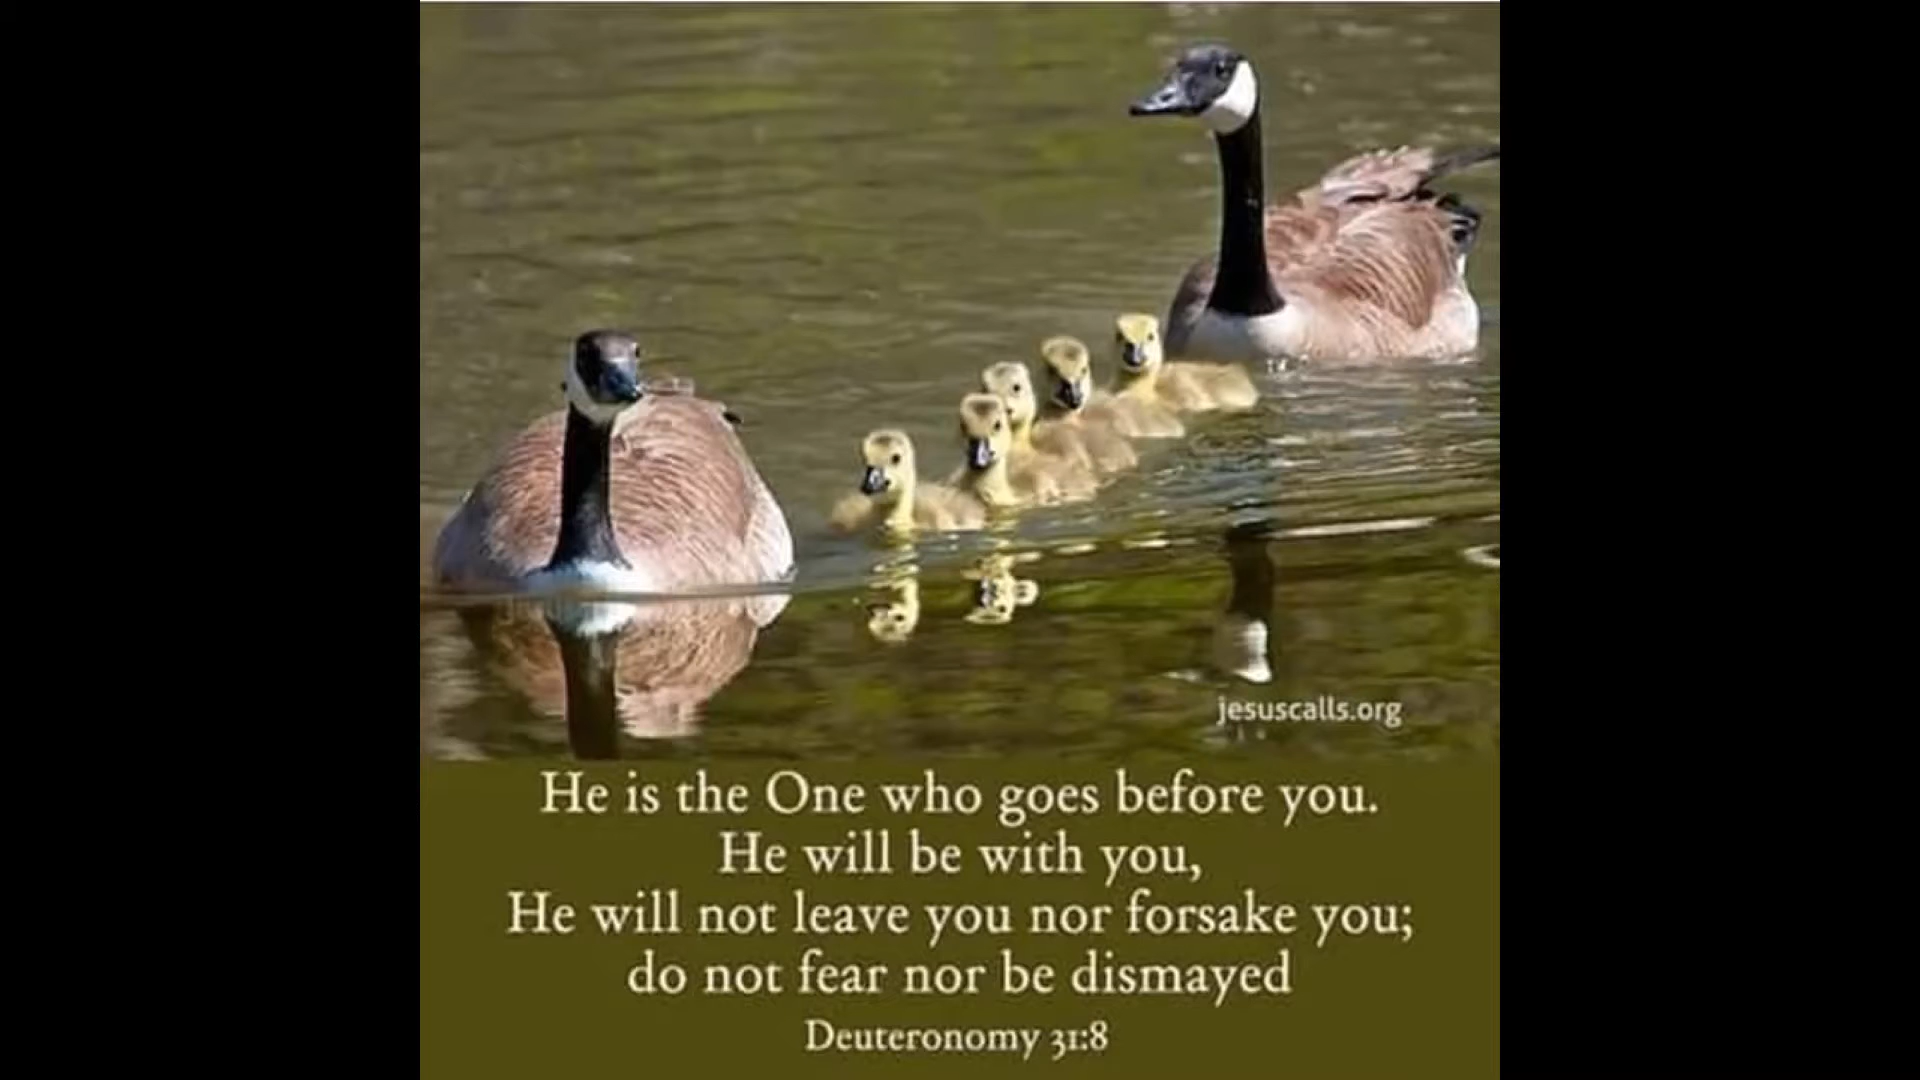 jesuscalls.org
He is the One who goes before you.
He will be with you,
He will not leave you nor forsake you;
do not fear nor be dismayed
Deuteronomy 31:8